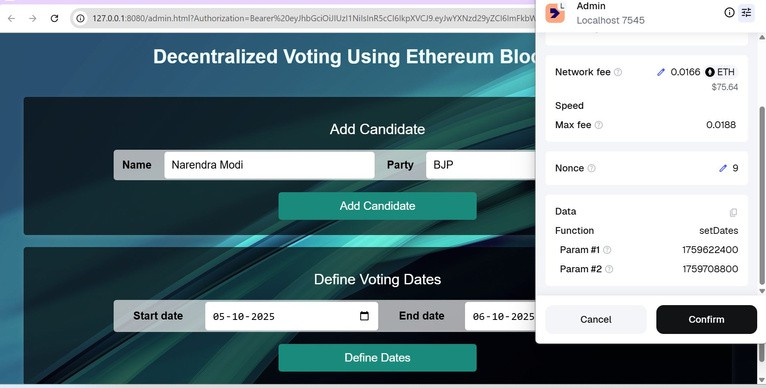 127.0.0.1:8080/admin.html?Authorization=Bearer%20eyJhbGciOiJIUzI1NiIsInR5cCI6IkpXVCJ9.eyJwYXNzd29yZCI6ImFkbW
Decentralized Voting Using Ethereum Bloc
Add Candidate
Name Narendra Modi Party BJP
Add Candidate
Define Voting Dates
Start date 05-10-2025 End date 06-10-2025
Define Dates
L
Admin
Localhost 7545
Network fee 0.0166 ETH
$75.64
Speed
Max fee 0.0188
Nonce 9
Data
Function setDates
Param #1 1759622400
Param #2 1759708800
Cancel Confirm